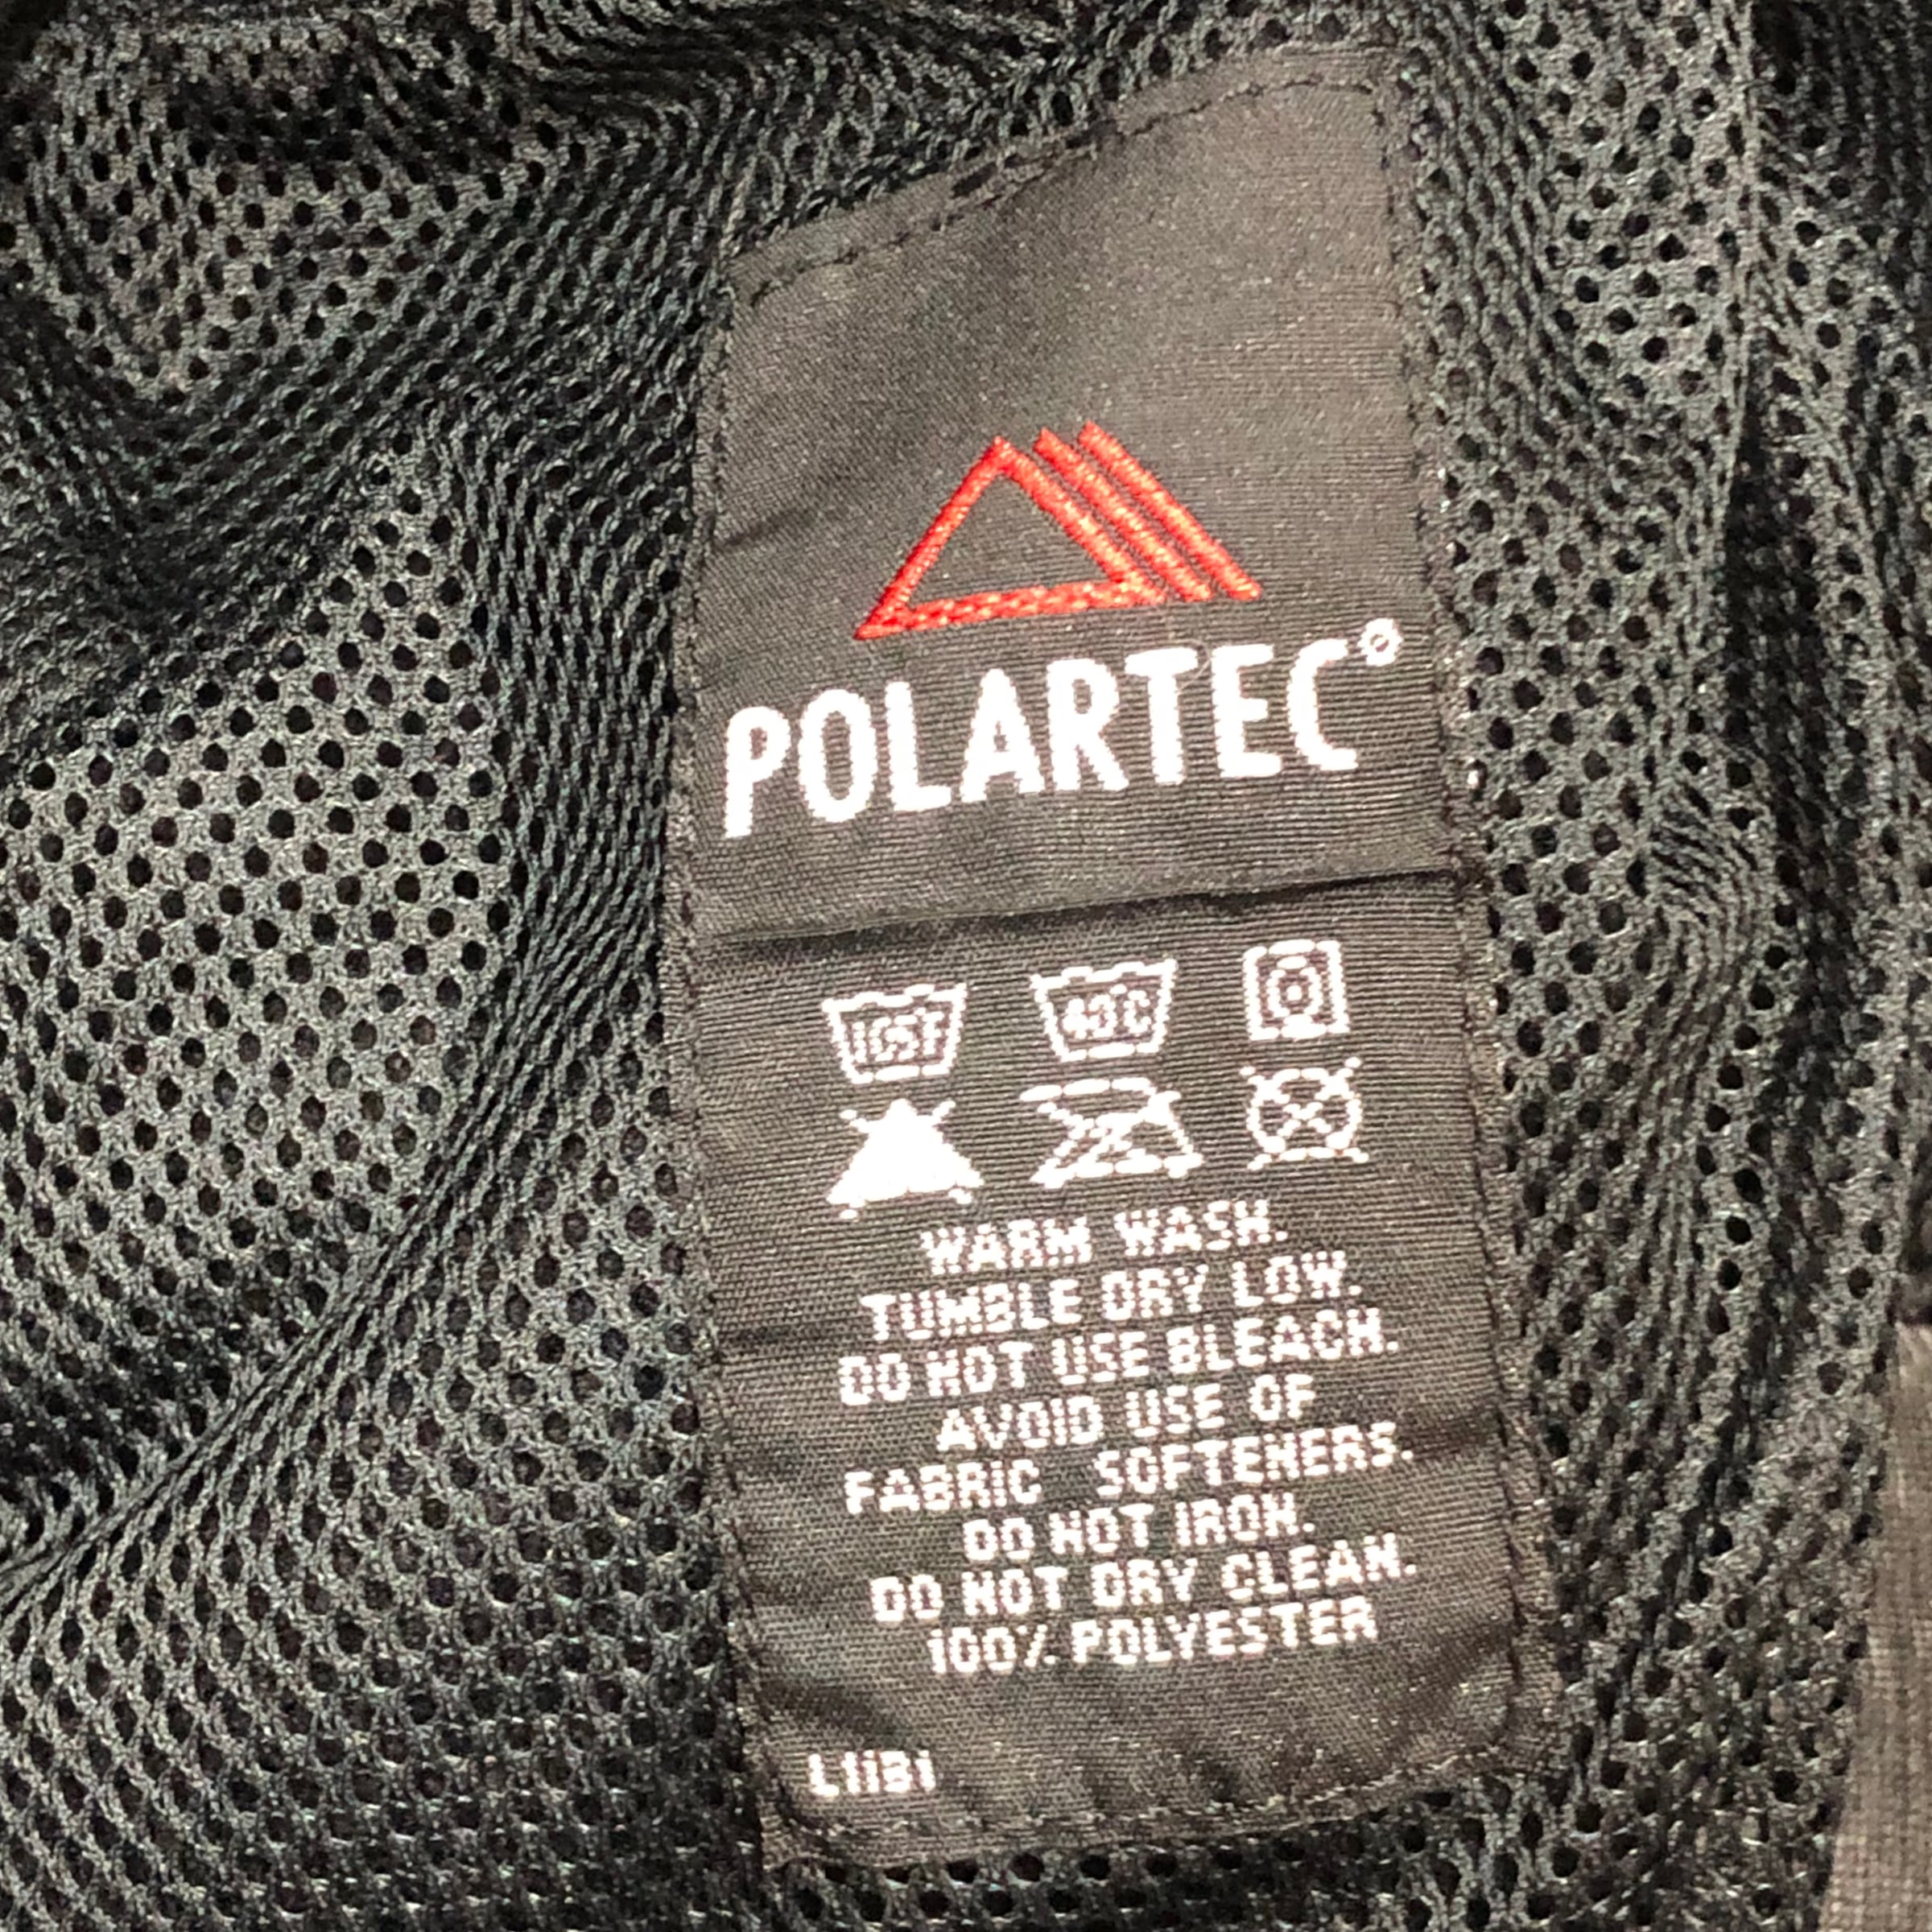 POLARTEC®
105F 40°C
WARM WASH.
TUMBLE DRY LOW.
DO NOT USE BLEACH.
AVOID USE OF
FABRIC SOFTENERS.
DO NOT IRON.
DO NOT DRY CLEAN.
100% POLYESTER
L11B1